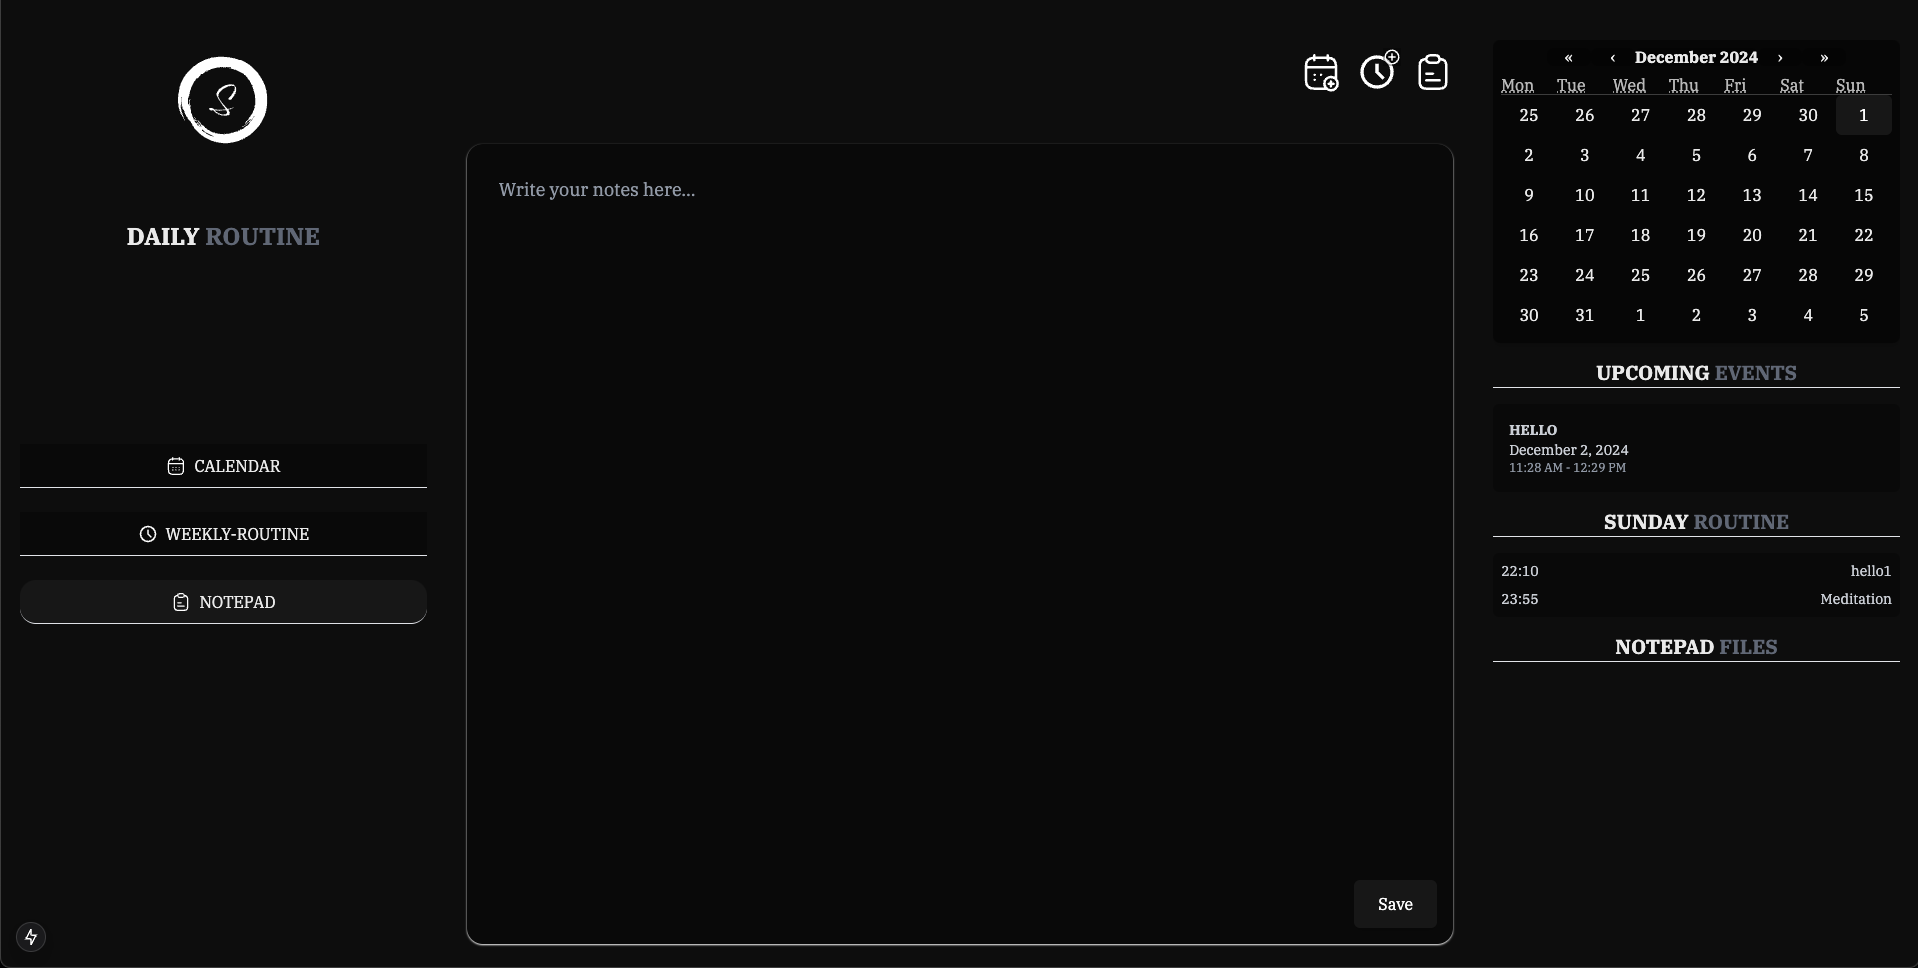 S
DAILY ROUTINE
CALENDAR
WEEKLY-ROUTINE
NOTEPAD
Write your notes here...
Save
« ‹ December 2024 › »
Mon Tue Wed Thu Fri Sat Sun
25 26 27 28 29 30 1
2 3 4 5 6 7 8
9 10 11 12 13 14 15
16 17 18 19 20 21 22
23 24 25 26 27 28 29
30 31 1 2 3 4 5
UPCOMING EVENTS
HELLO
December 2, 2024
11:28 AM - 12:29 PM
SUNDAY ROUTINE
22:10 hello1
23:55 Meditation
NOTEPAD FILES